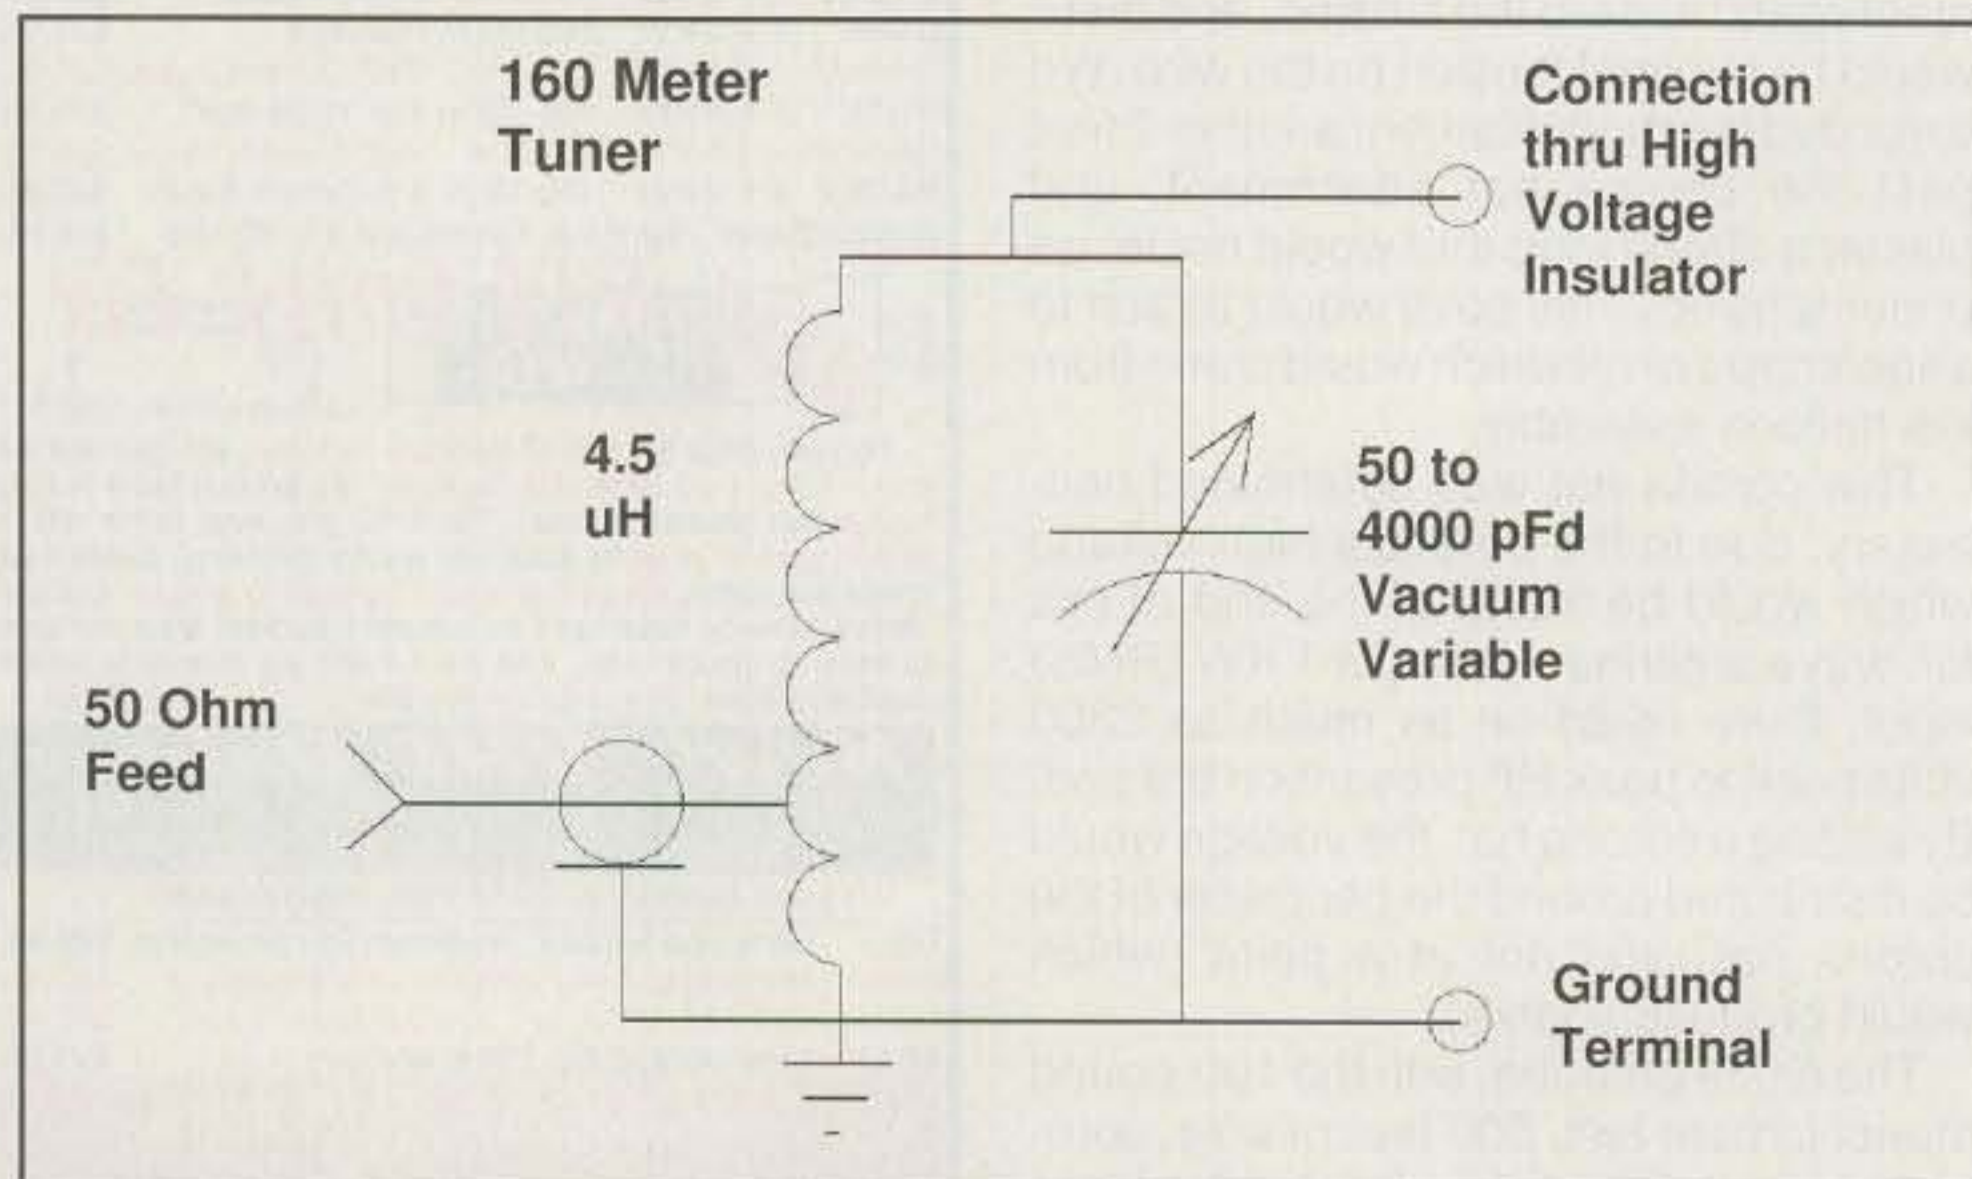 160 Meter
Tuner
Connection
thru High
Voltage
Insulator
4.5
uH
50 to
4000 pFd
Vacuum
Variable
50 Ohm
Feed
Ground
Terminal